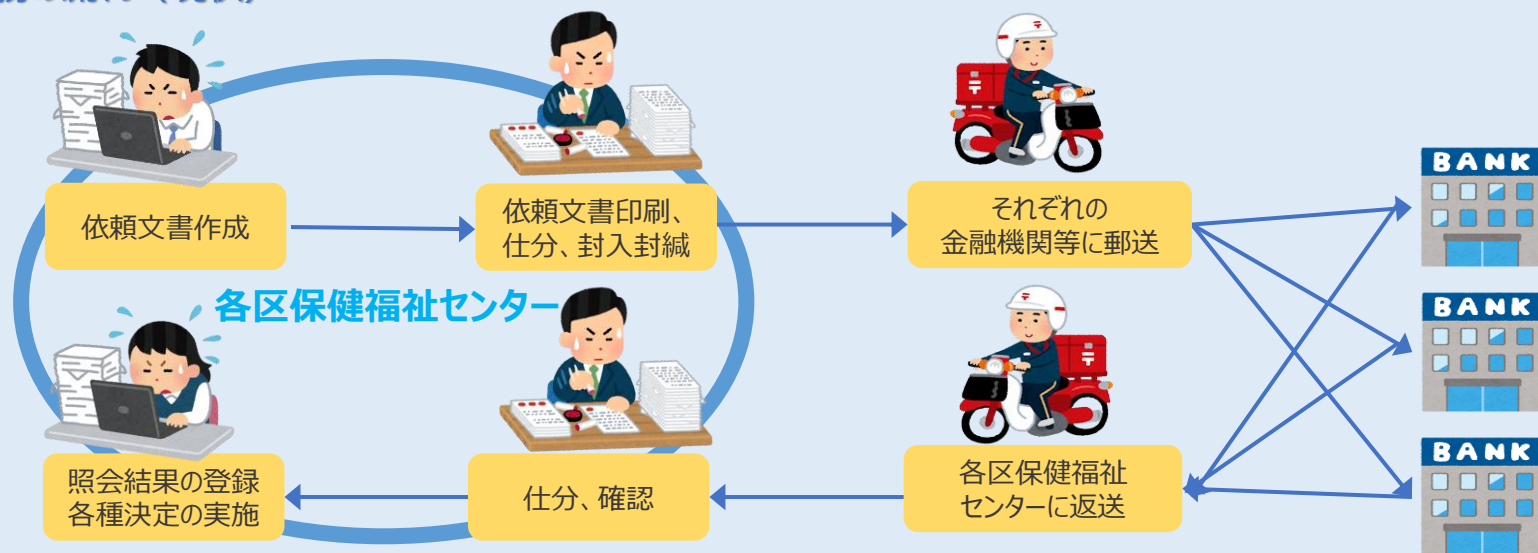 依頼文書作成
依頼文書印刷、
仕分、封入封緘
それぞれの
金融機関等に郵送
BANK
各区保健福祉センター
BANK
照会結果の登録
各種決定の実施
仕分、確認
各区保健福祉
センターに返送
BANK